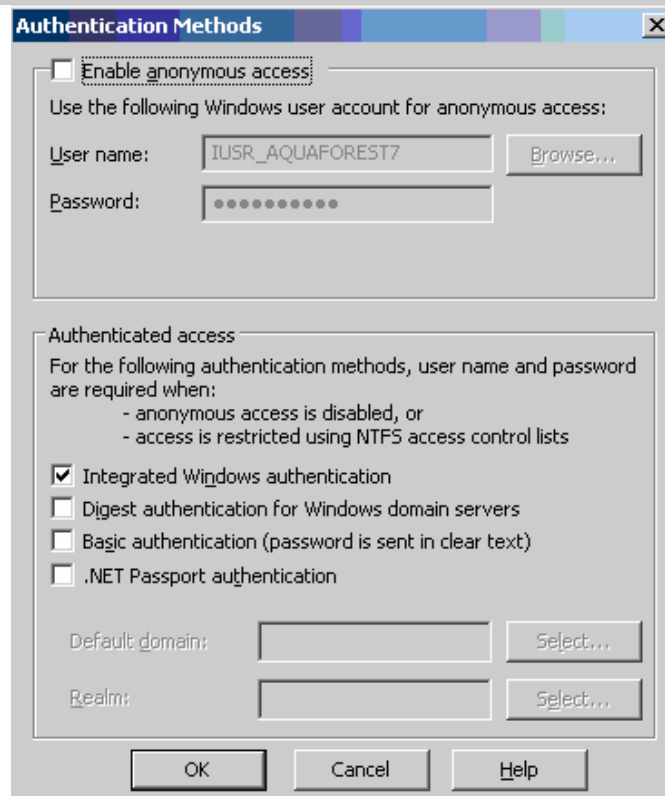 Authentication Methods
Enable anonymous access
Use the following Windows user account for anonymous access:
User name:
IUSR_AQUAFOREST7
Browse...
Password:
●●●●●●●●●●
Authenticated access
For the following authentication methods, user name and password
are required when:
- anonymous access is disabled, or
- access is restricted using NTFS access control lists
Integrated Windows authentication
Digest authentication for Windows domain servers
Basic authentication (password is sent in clear text)
.NET Passport authentication
Default domain:
Select...
Realm:
Select...
OK
Cancel
Help